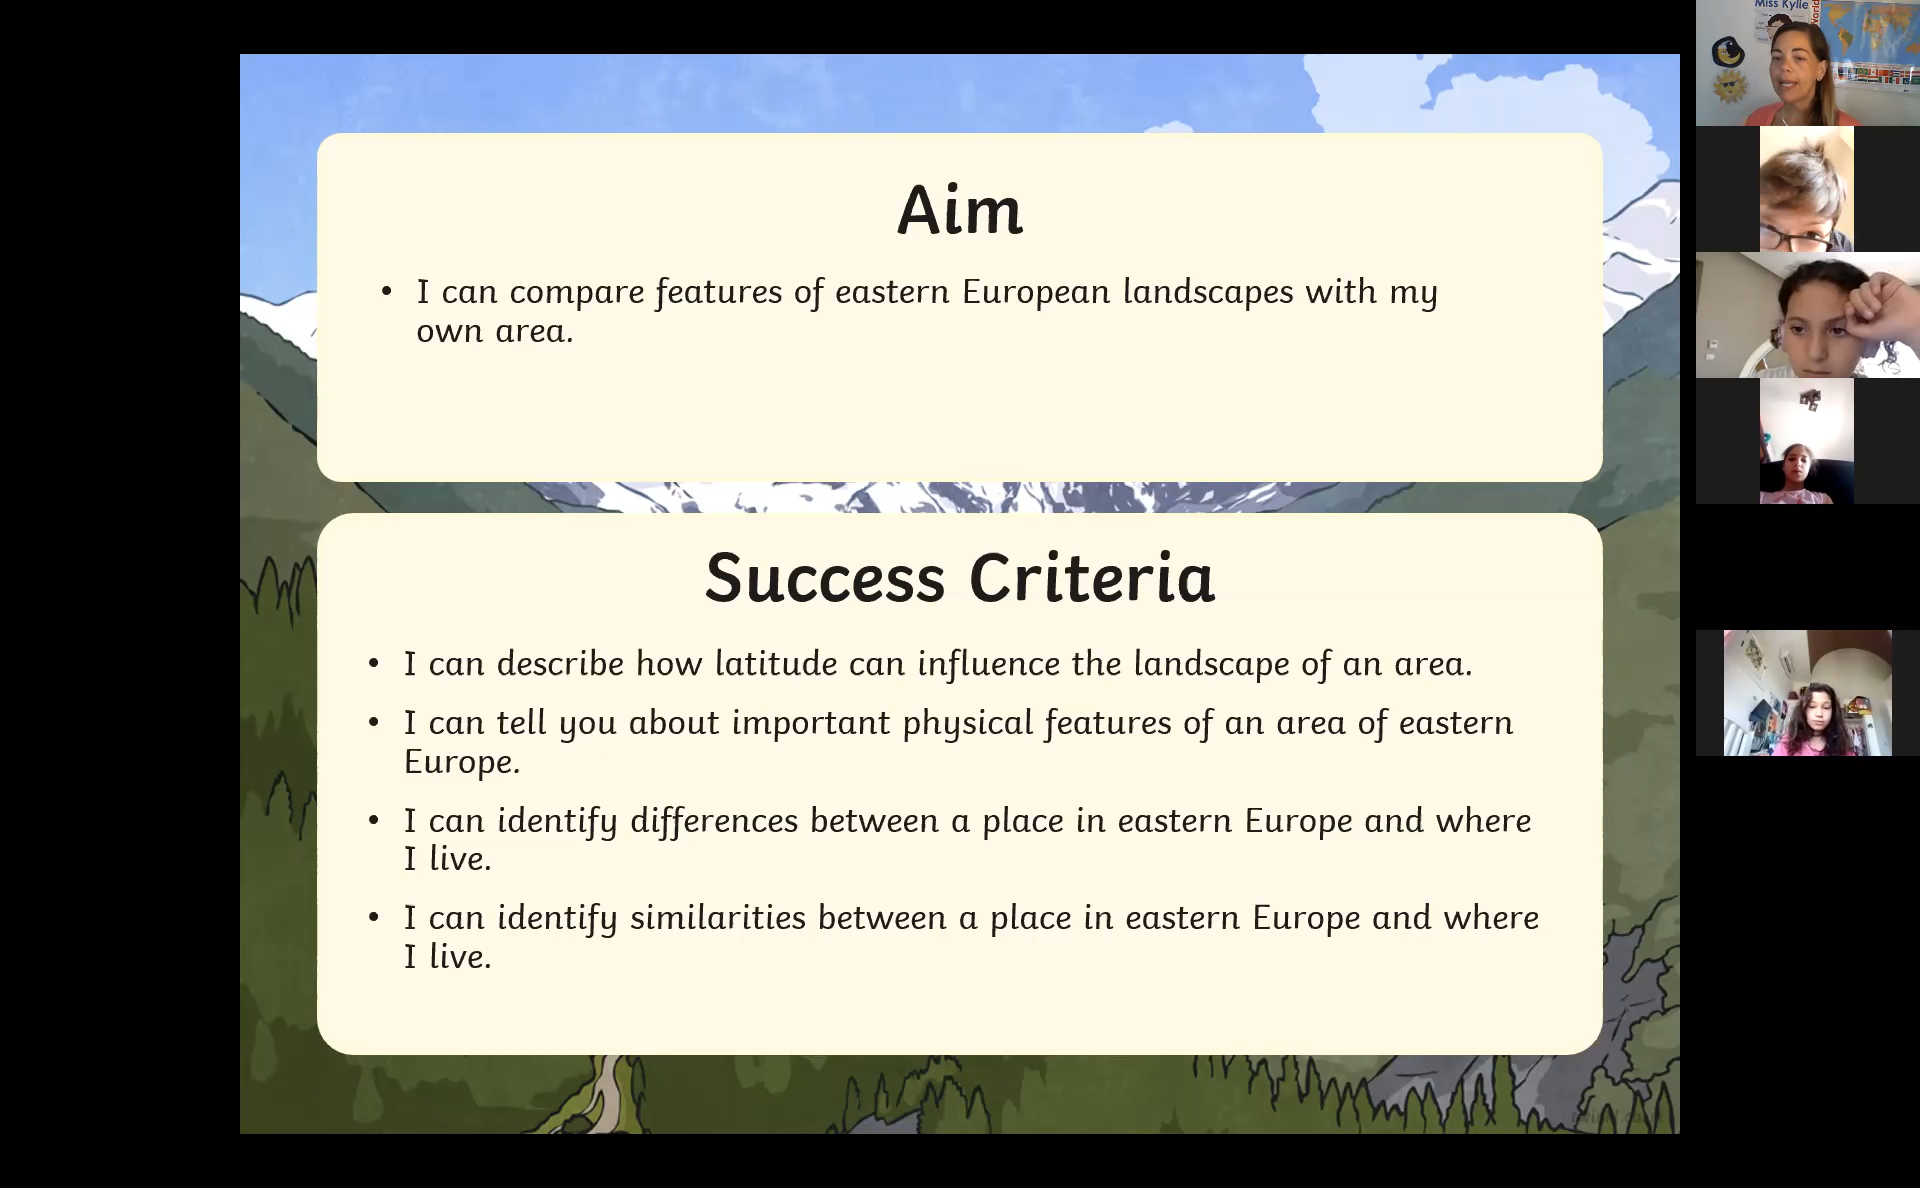 Aim
• I can compare features of eastern European landscapes with my
own area.
Success Criteria
• I can describe how latitude can influence the landscape of an area.
• I can tell you about important physical features of an area of eastern
Europe.
• I can identify differences between a place in eastern Europe and where
I live.
• I can identify similarities between a place in eastern Europe and where
I live.
Miss Kylie
World